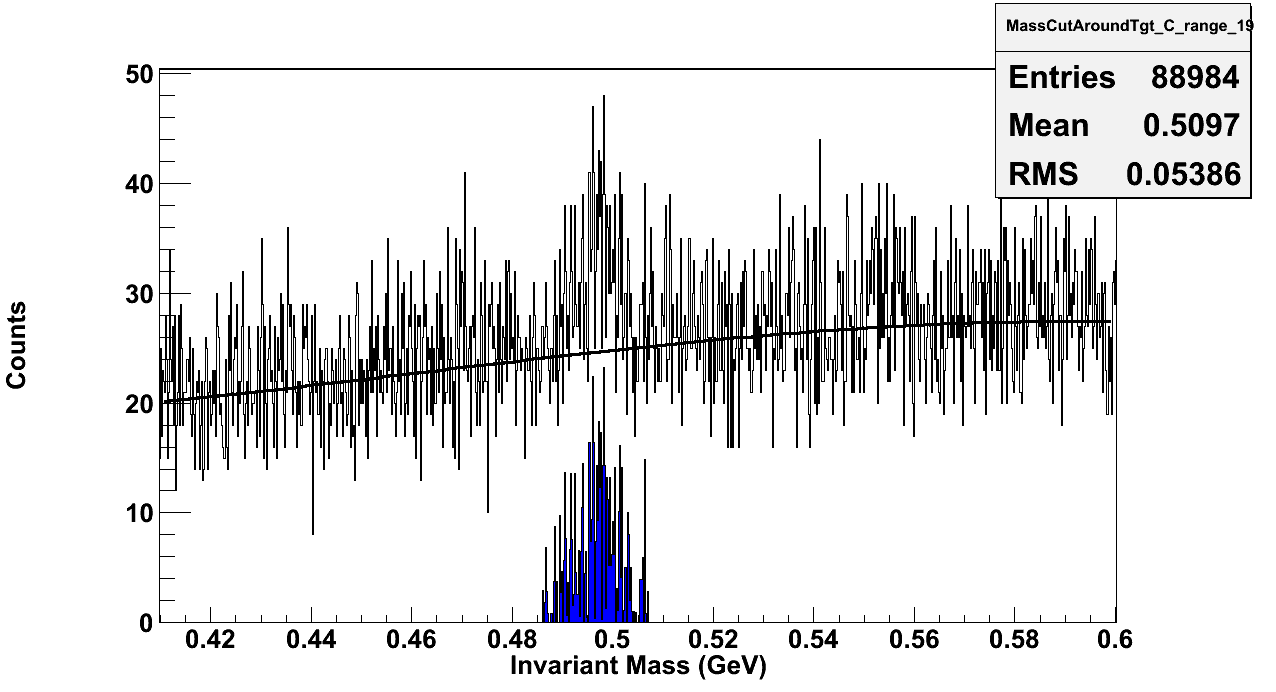 MassCutAroundTgt_C_range_19
Entries 88984
Mean 0.5097
RMS 0.05386
50
40
30
20
10
0
Counts
0.42 0.44 0.46 0.48 0.5 0.52 0.54 0.56 0.58 0.6
Invariant Mass (GeV)